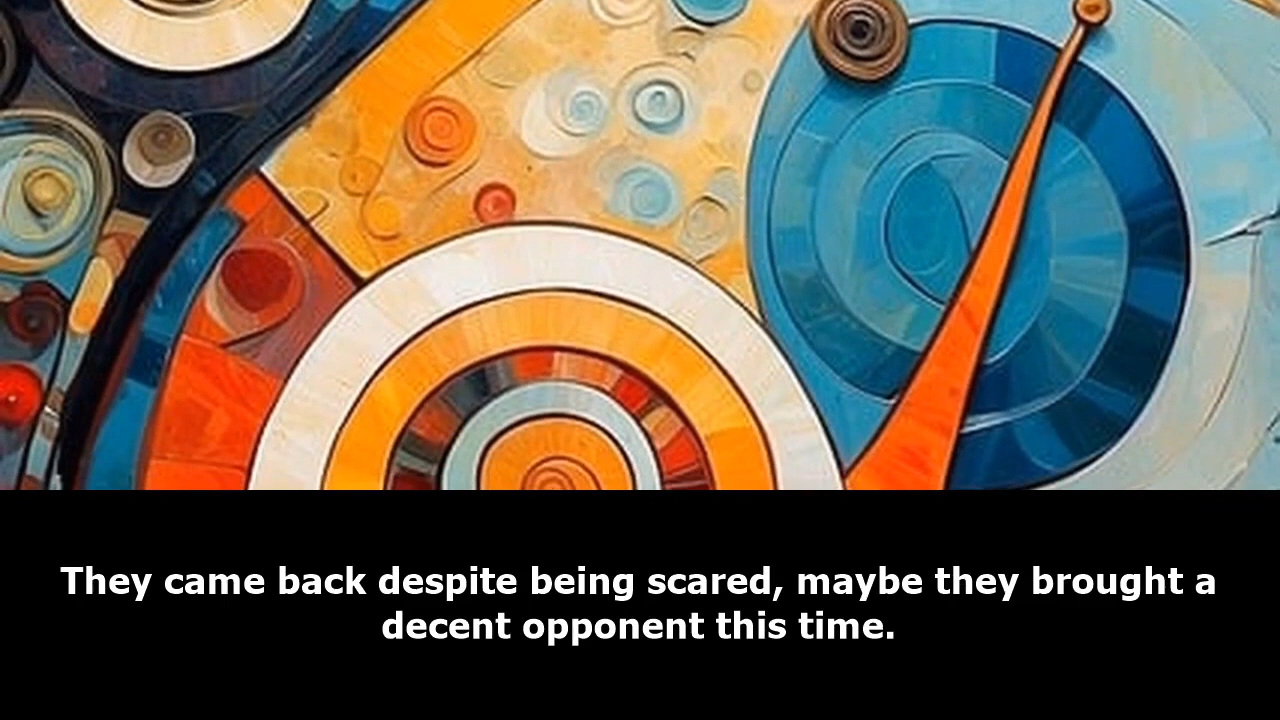 They came back despite being scared, maybe they brought a
decent opponent this time.